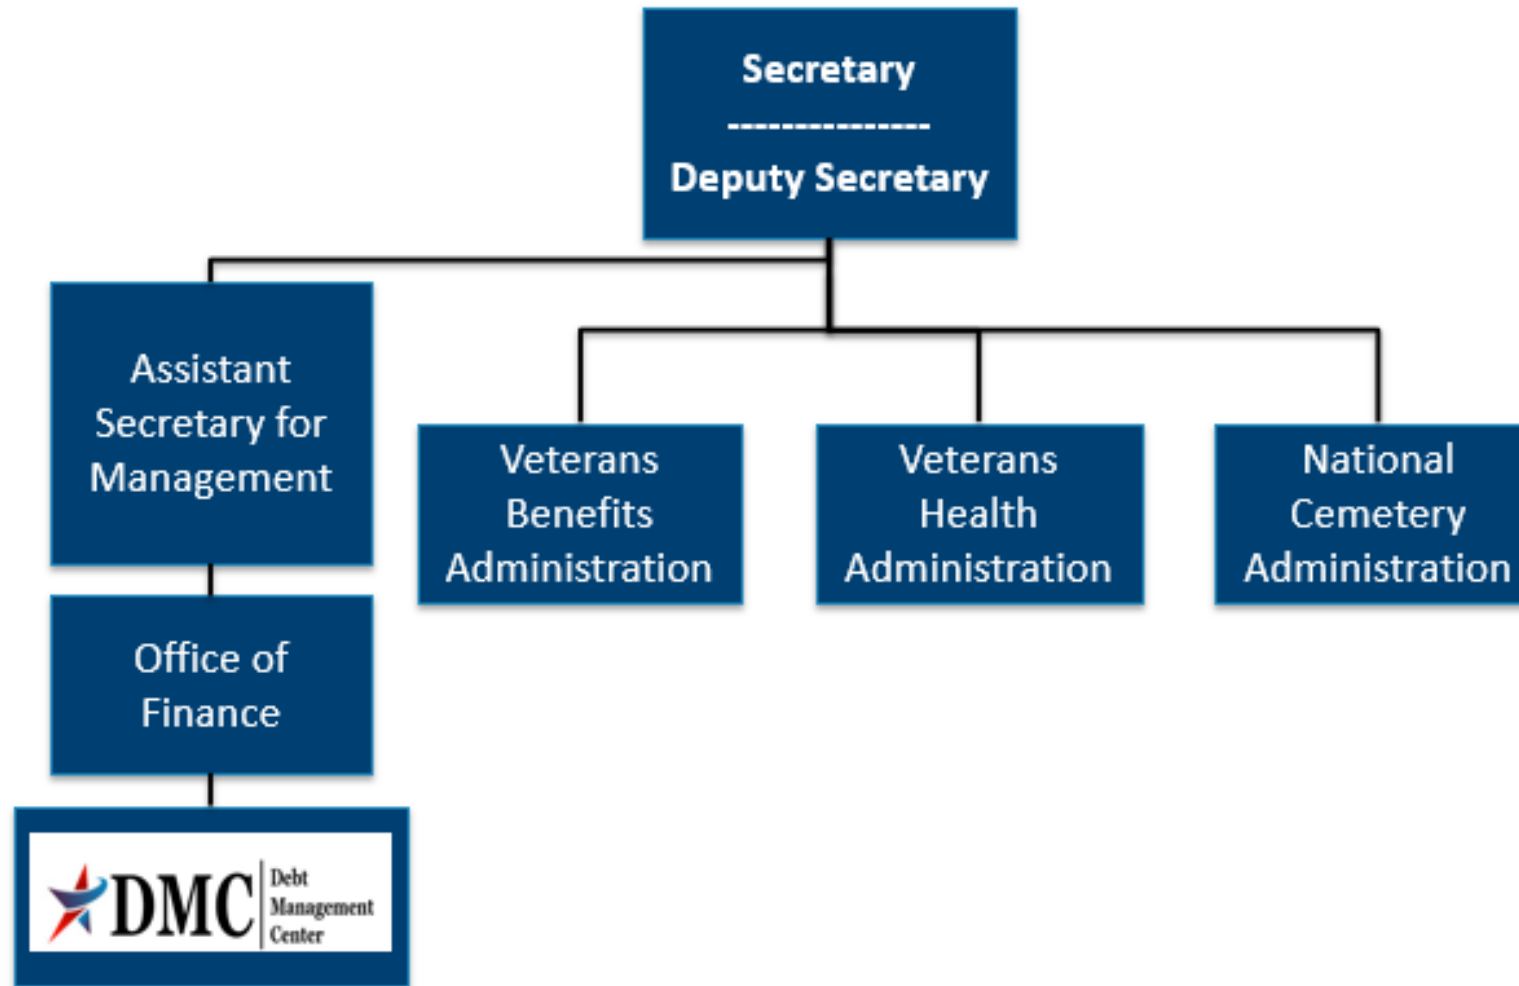 Secretary
---------------
Deputy Secretary
Assistant
Secretary for
Management
Veterans
Benefits
Administration
Veterans
Health
Administration
National
Cemetery
Administration
Office of
Finance
DMC
Debt
Management
Center